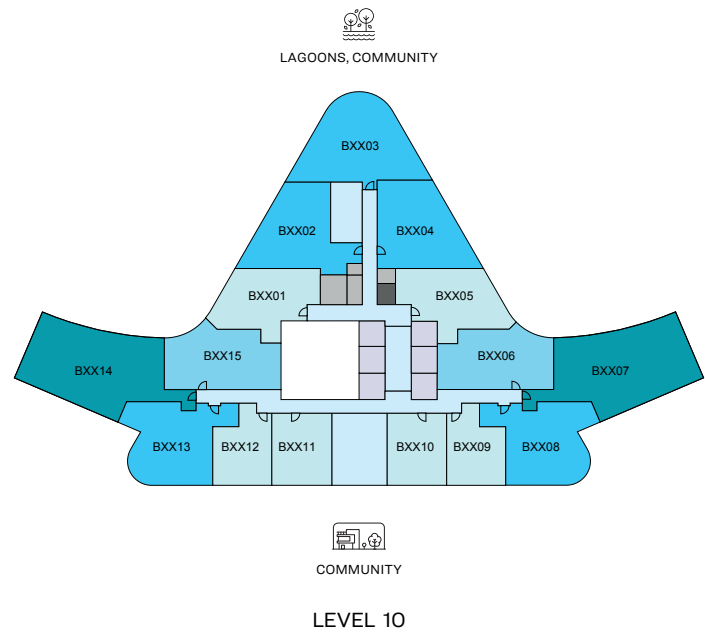 LAGOONS, COMMUNITY
BXX03
BXX02
BXX04
BXX01
BXX05
BXX15
BXX06
BXX14
BXX07
BXX13
BXX12
BXX11
BXX10
BXX09
BXX08
COMMUNITY
LEVEL 10